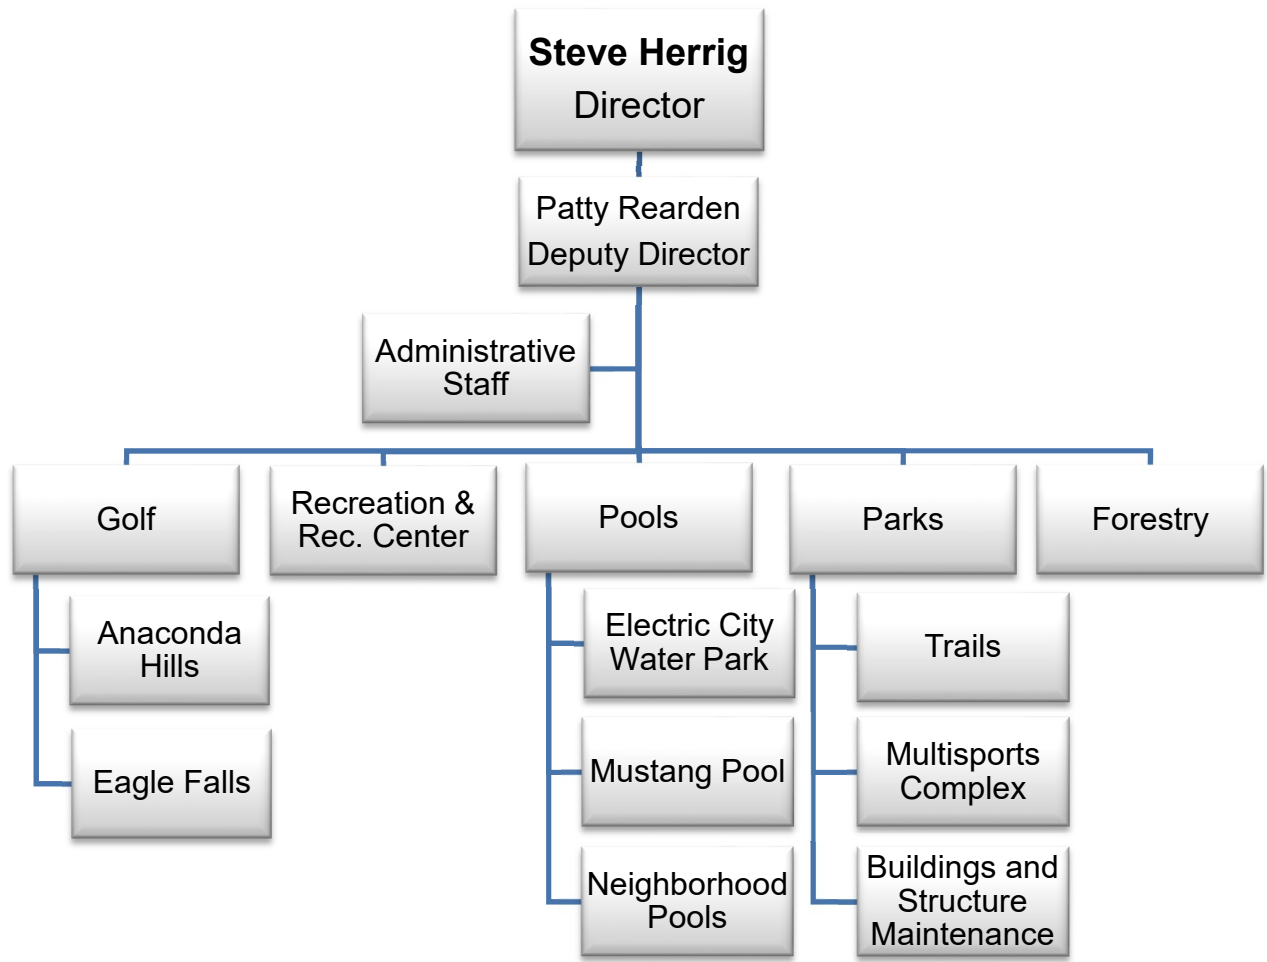 Steve Herrig
Director
Patty Rearden
Deputy Director
Administrative
Staff
Golf
Recreation &
Rec. Center
Pools
Parks
Forestry
Anaconda
Hills
Eagle Falls
Electric City
Water Park
Mustang Pool
Neighborhood
Pools
Trails
Multisports
Complex
Buildings and
Structure
Maintenance